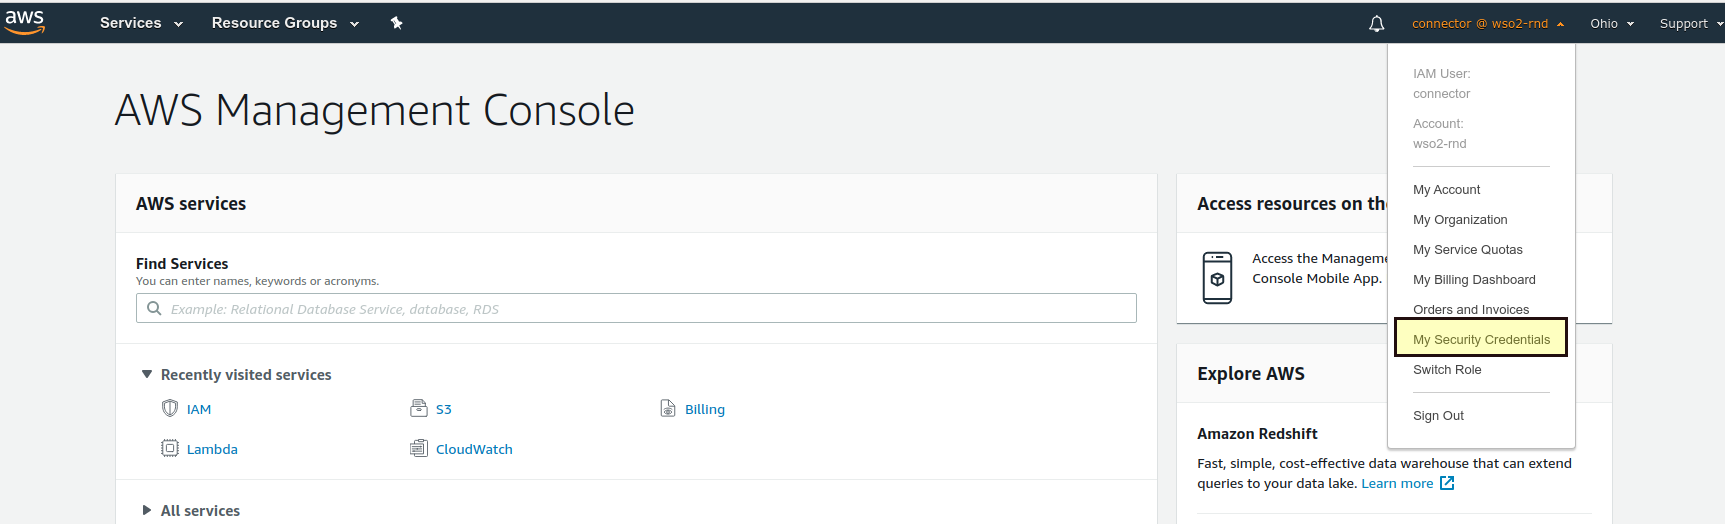 aws
Services
Resource Groups
connector @ wso2-rnd
Ohio
Support
AWS Management Console
AWS services
Find Services
You can enter names, keywords or acronyms.
Example: Relational Database Service, database, RDS
Recently visited services
IAM
S3
Billing
Lambda
CloudWatch
All services
Access resources on the
Access the Manageme
Console Mobile App.
Explore AWS
Amazon Redshift
Fast, simple, cost-effective data warehouse that can extend
queries to your data lake. Learn more
IAM User:
connector
Account:
wso2-rnd
My Account
My Organization
My Service Quotas
My Billing Dashboard
Orders and Invoices
My Security Credentials
Switch Role
Sign Out